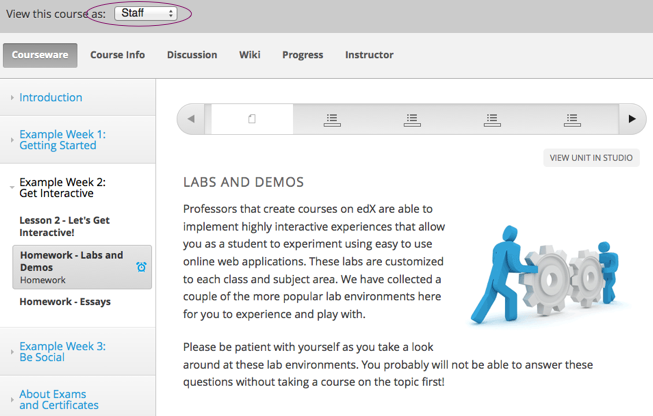 View this course as: Staff
Courseware Course Info Discussion Wiki Progress Instructor
Introduction
Example Week 1:
Getting Started
Example Week 2:
Get Interactive
Lesson 2 - Let's Get
Interactive!
Homework - Labs and
Demos
Homework
Homework - Essays
Example Week 3:
Be Social
About Exams
and Certificates
VIEW UNIT IN STUDIO
LABS AND DEMOS
Professors that create courses on edX are able to
implement highly interactive experiences that allow
you as a student to experiment using easy to use
online web applications. These labs are customized
to each class and subject area. We have collected a
couple of the more popular lab environments here
for you to experience and play with.
Please be patient with yourself as you take a look
around at these lab environments. You probably will not be able to answer these
questions without taking a course on the topic first!